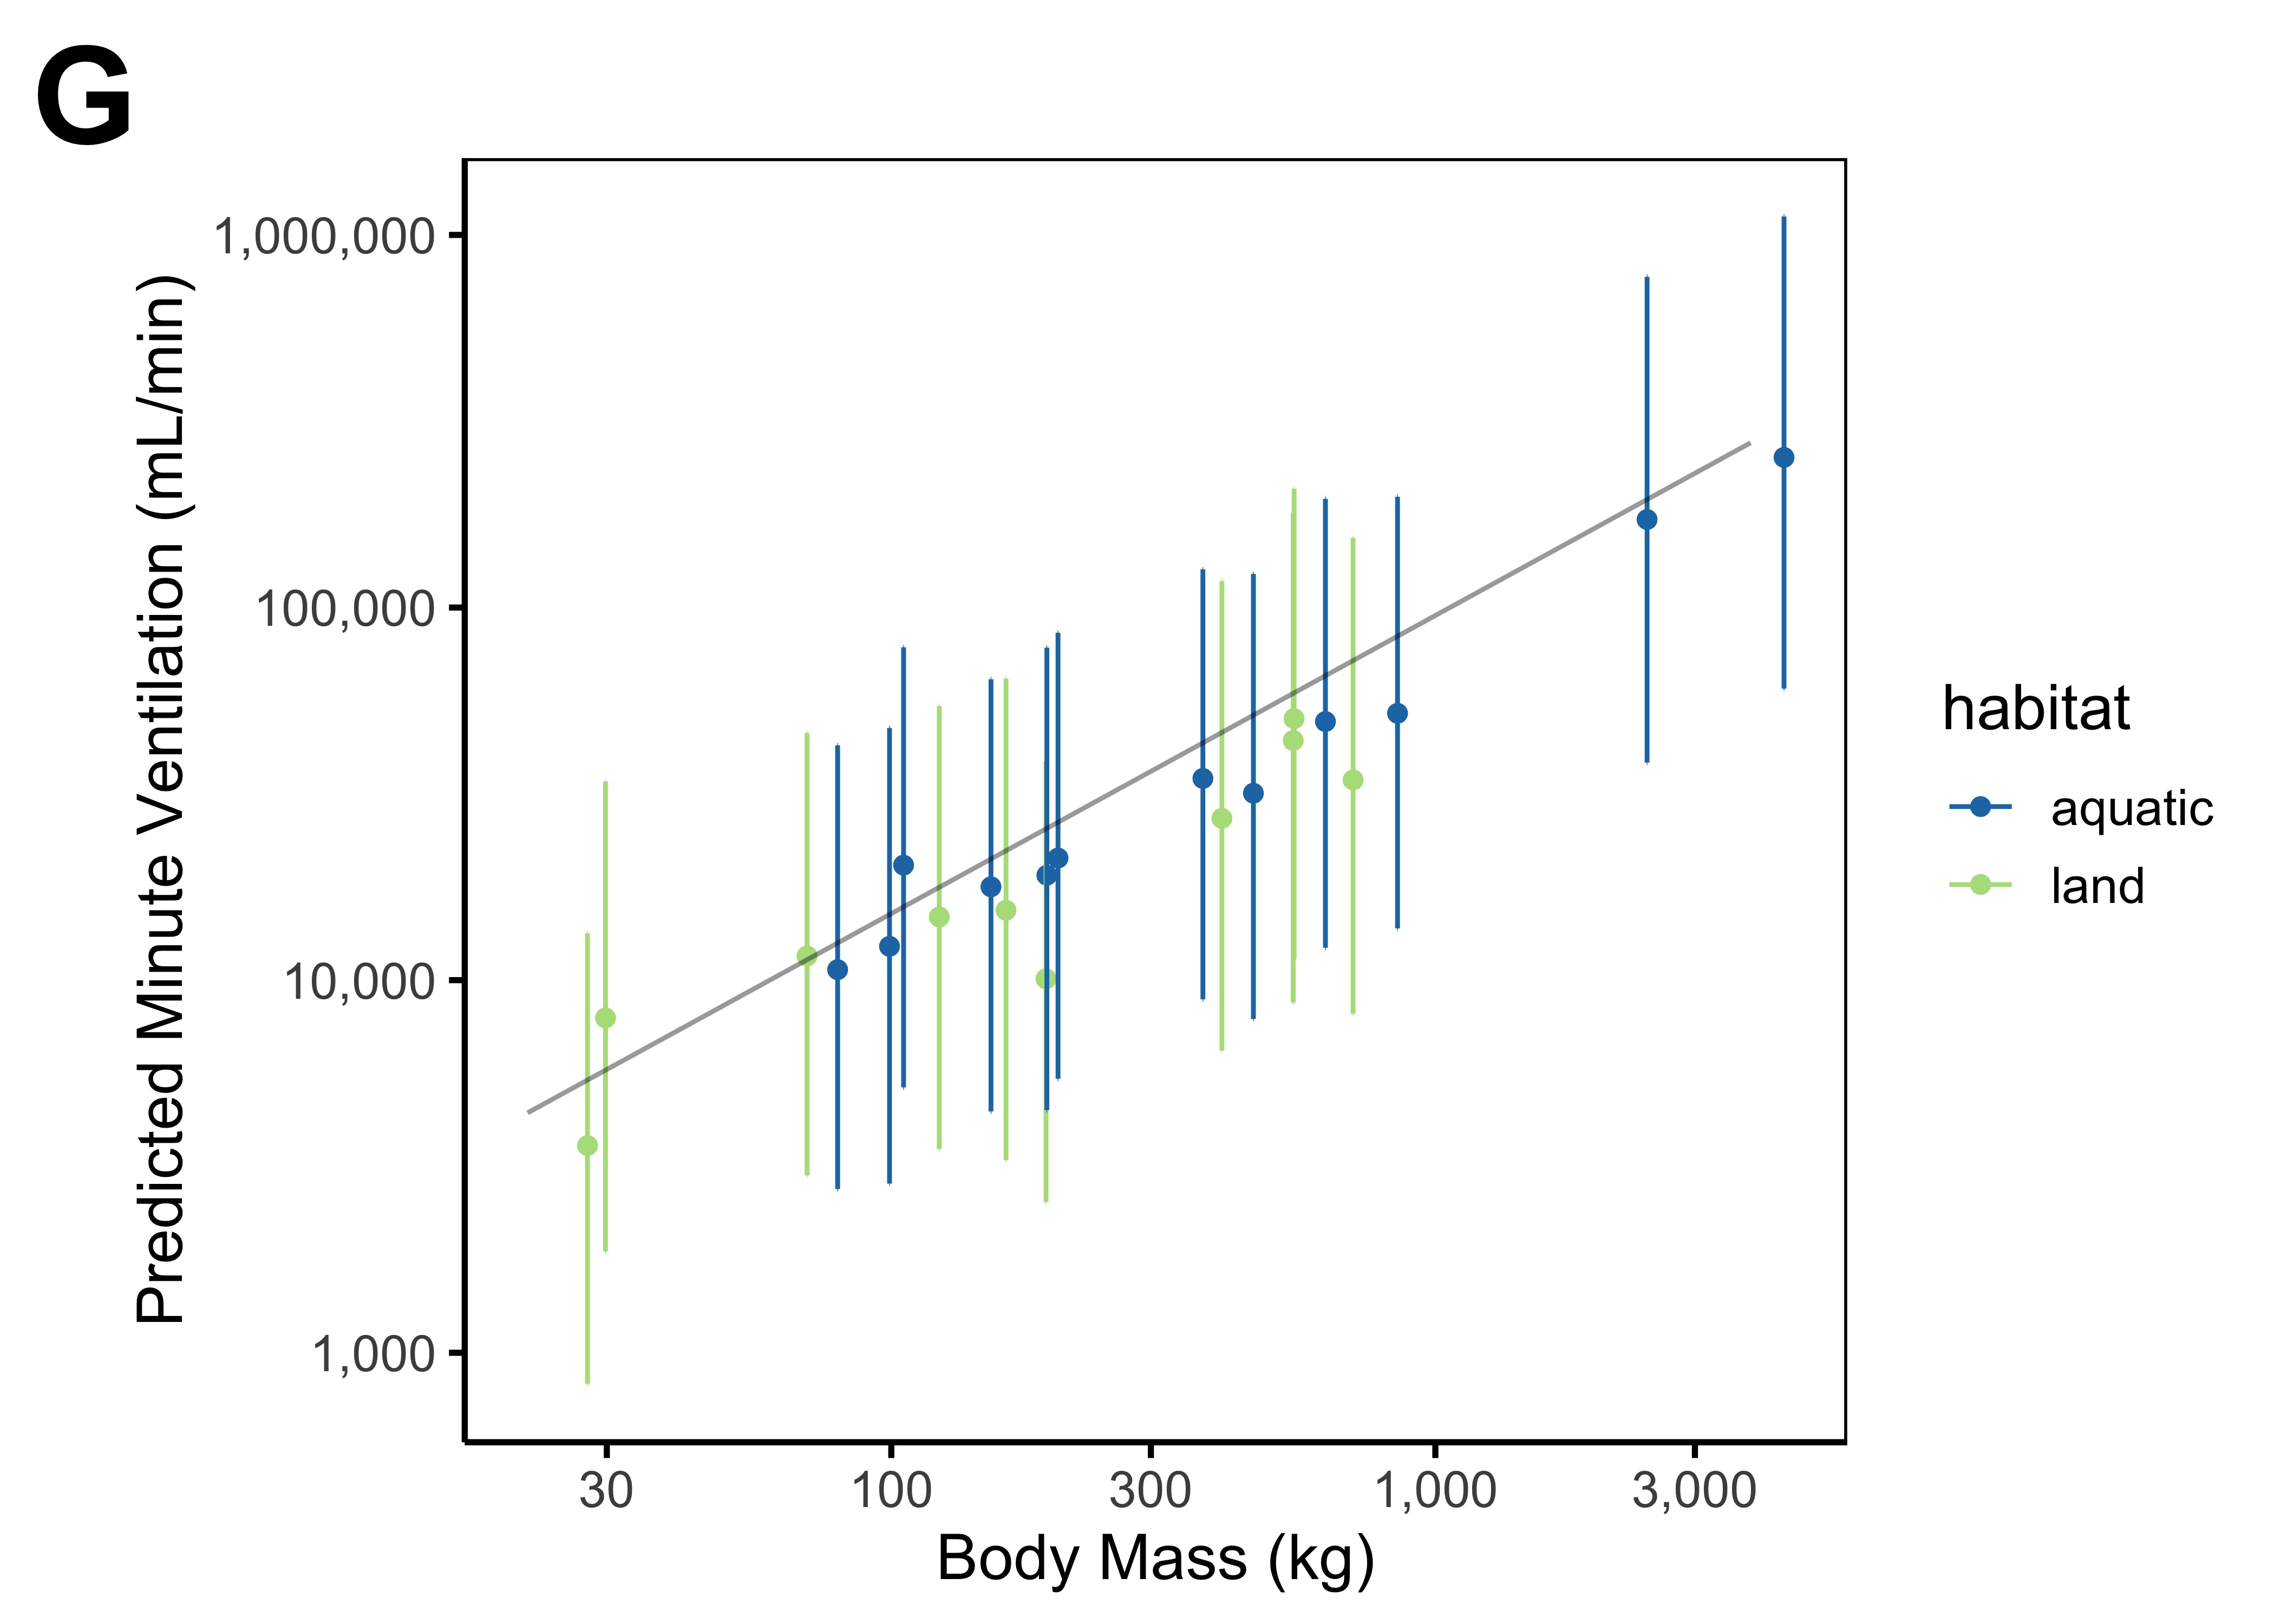 G
Predicted Minute Ventilation (mL/min)
1,000,000
100,000
10,000
1,000
30
100
300
1,000
3,000
Body Mass (kg)
habitat
aquatic
land